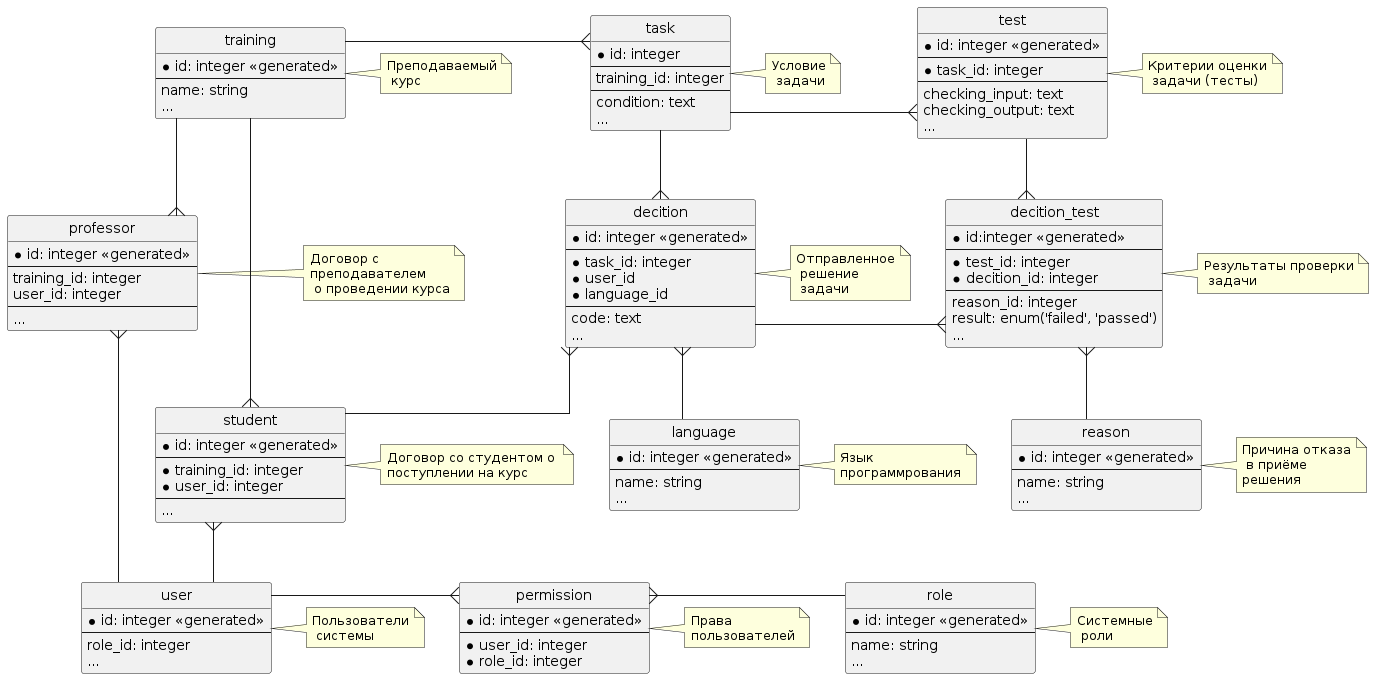 training
id: integer «generated»
name: string
...
Преподаваемый
курс
task
id: integer
training_id: integer
condition: text
...
Условие
задачи
test
id: integer «generated»
task_id: integer
checking_input: text
checking_output: text
...
Критерии оценки
задачи (тесты)
professor
id: integer «generated»
training_id: integer
user_id: integer
...
Договор с
преподавателем
о проведении курса
decition
id: integer «generated»
task_id: integer
user_id
language_id
code: text
...
Отправленное
решение
задачи
decition_test
id:integer «generated»
test_id: integer
decition_id: integer
reason_id: integer
result: enum('failed', 'passed')
...
Результаты проверки
задачи
student
id: integer «generated»
training_id: integer
user_id: integer
...
Договор со студентом о
поступлении на курс
language
id: integer «generated»
name: string
...
Язык
программрования
reason
id: integer «generated»
name: string
...
Причина отказа
в приёме
решения
user
id: integer «generated»
role_id: integer
...
Пользователи
системы
permission
id: integer «generated»
user_id: integer
role_id: integer
Права
пользователей
role
id: integer «generated»
name: string
...
Системные
роли